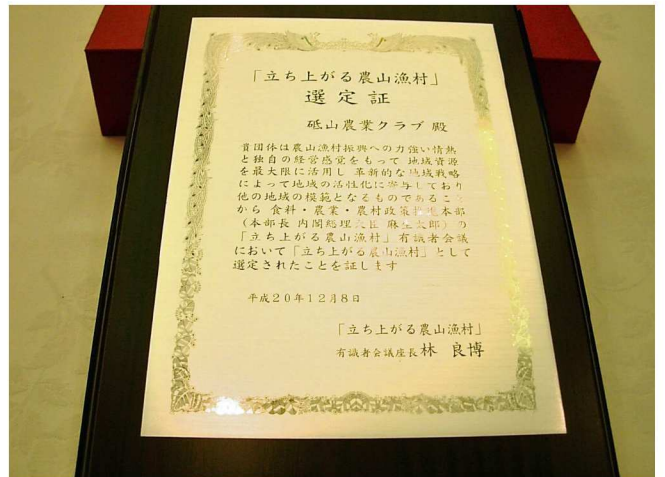 「立ち上がる農山漁村」
選定証
砥山農業クラブ 殿
貴団体は農山漁村振興への力強い情熱
と独自の経営感覚をもって 地域資源
を最大限に活用し 革新的な地域戦略
によって地域の活性化に寄与しており
他の地域の模範となるものであること
から 食料・農業・農村政策推進本部
（本部長 内閣総理大臣 麻生太郎）の
「立ち上がる農山漁村」有識者会議
において「立ち上がる農山漁村」として
選定されたことを証します
平成20年12月8日
「立ち上がる農山漁村」
有識者会議座長 林 良博